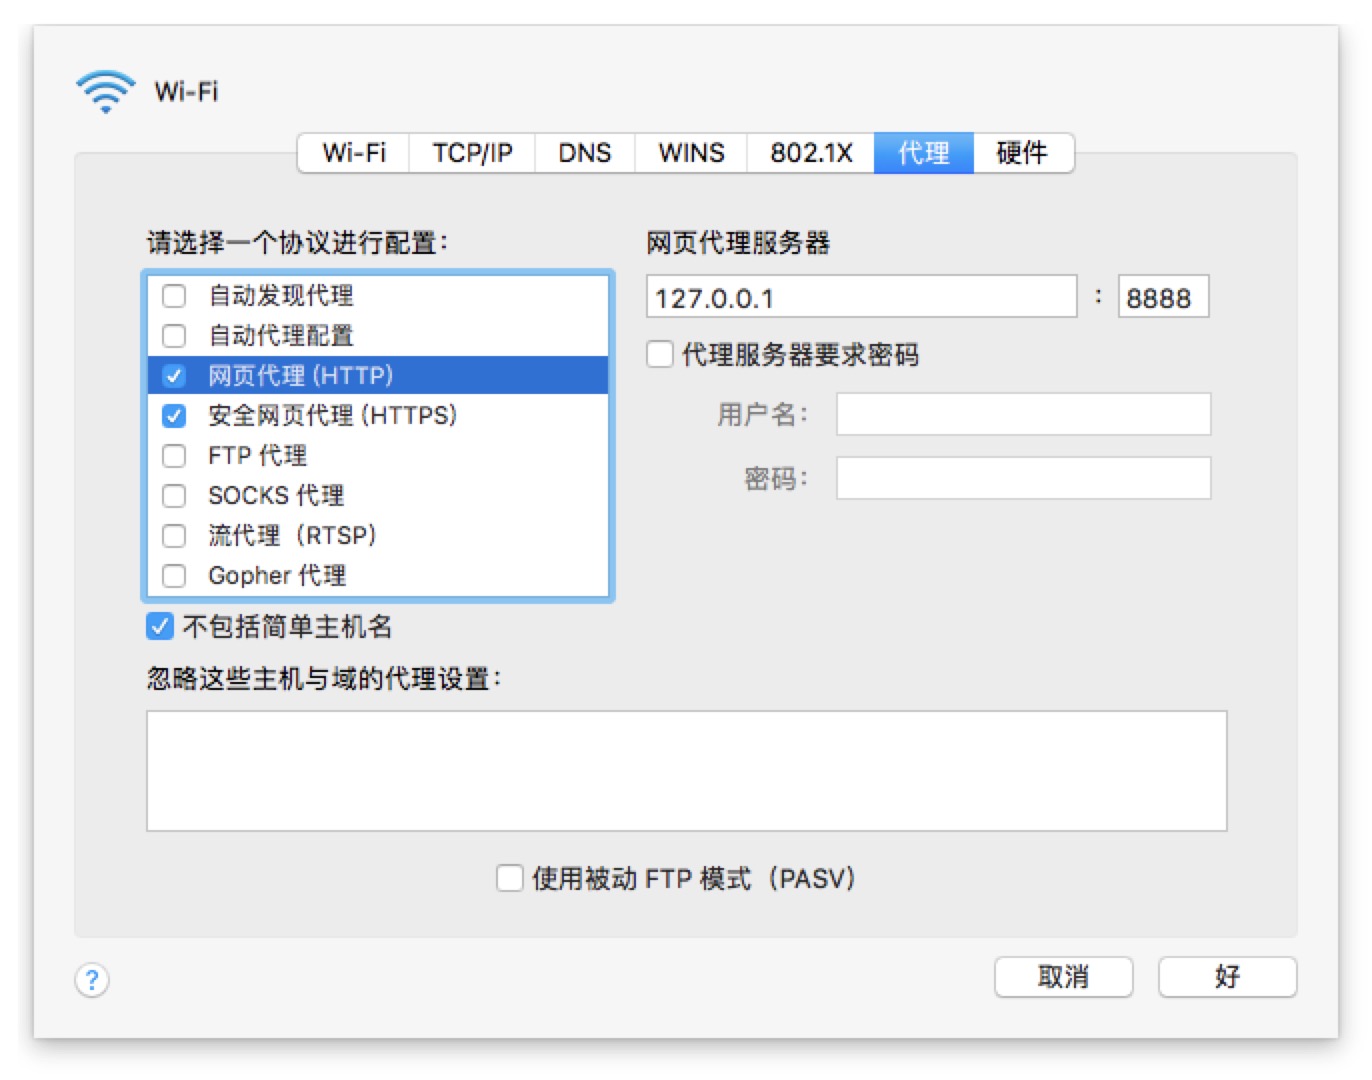 Wi-Fi
Wi-Fi TCP/IP DNS WINS 802.1X 代理 硬件
请选择一个协议进行配置：
自动发现代理
自动代理配置
网页代理 (HTTP)
安全网页代理 (HTTPS)
FTP 代理
SOCKS 代理
流代理（RTSP)
Gopher 代理
不包括简单主机名
网页代理服务器
127.0.0.1 : 8888
代理服务器要求密码
用户名：
密码：
忽略这些主机与域的代理设置：
使用被动 FTP 模式（PASV）
?
取消 好